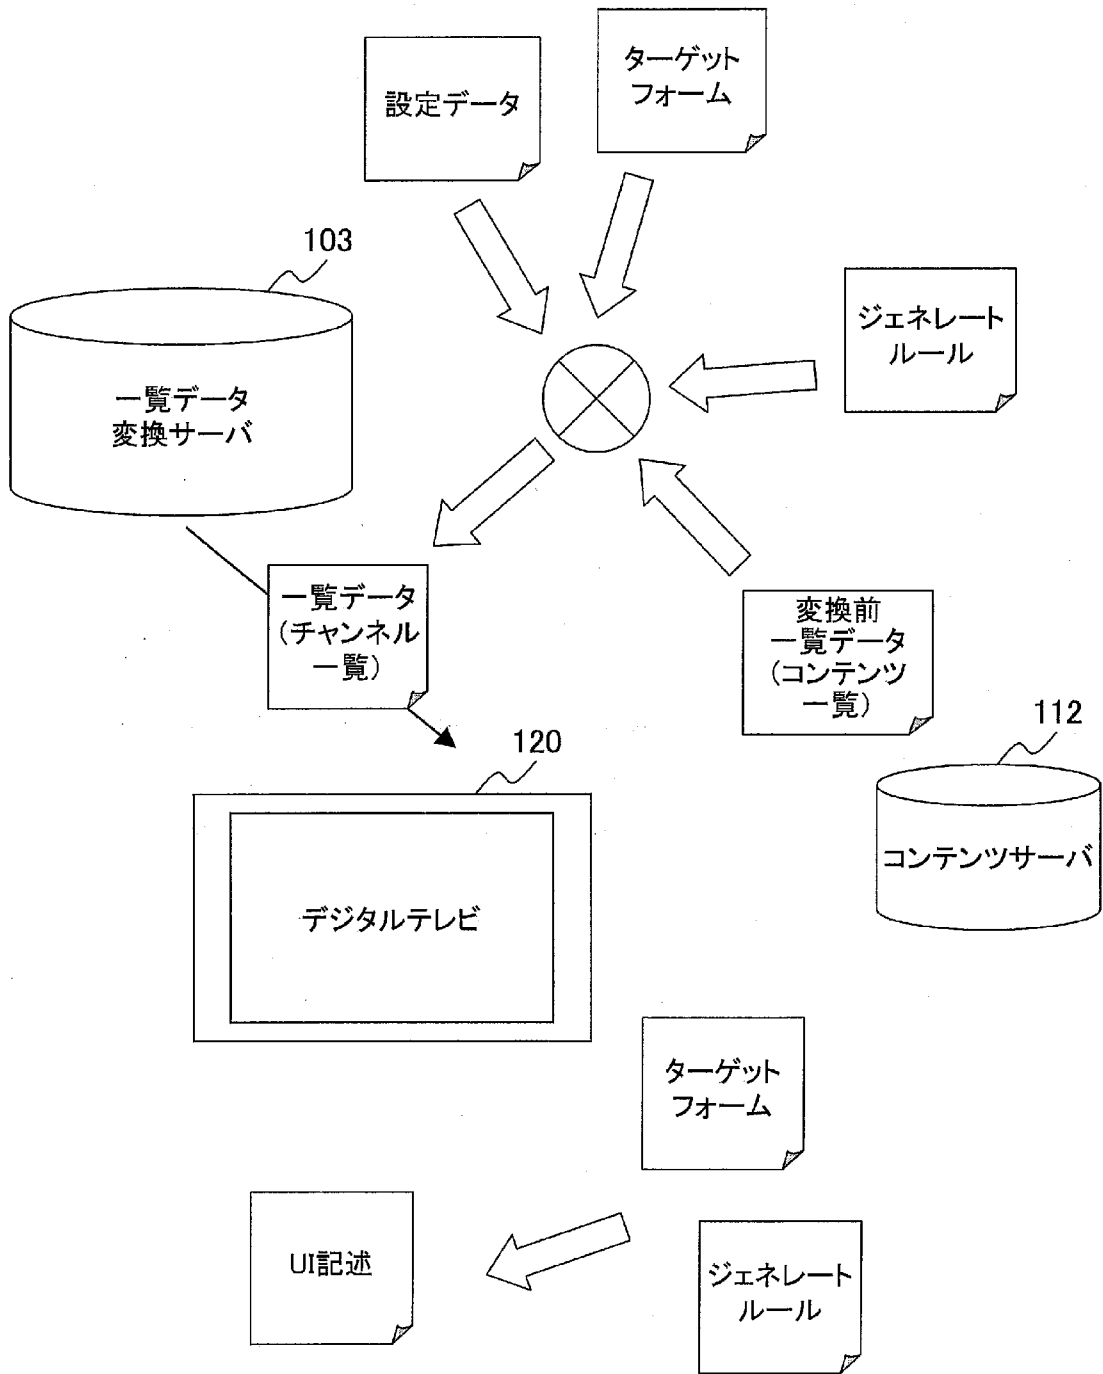 設定データ
ターゲット
フォーム
103
一覧データ
変換サーバ
ジェネレート
ルール
一覧データ
(チャンネル
一覧)
変換前
一覧データ
(コンテンツ
一覧)
112
コンテンツサーバ
120
デジタルテレビ
ターゲット
フォーム
UI記述
ジェネレート
ルール